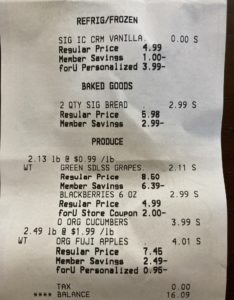 REFRIG/FROZEN
SIG IC CRM VANILLA 0.00 S
Regular Price 4.99
Member Savings 1.00-
forU Personalized 3.99-
BAKED GOODS
2 QTY SIG BREAD 2.99 S
Regular Price 5.98
Member Savings 2.99-
PRODUCE
2.13 lb @ $0.99 /lb
WT GREEN SDLSS GRAPES 2.11 S
Regular Price 8.50
Member Savings 6.39-
BLACKBERRIES 6 OZ 2.99 S
Regular Price 4.99
forU Store Coupon 2.00-
O ORG CUCUMBERS 3.99 S
2.49 lb @ $1.99 /lb
WT ORG FUJI APPLES 4.01 S
Regular Price 7.45
Member Savings 2.49-
forU Personalized 0.95-
TAX 0.00
**** BALANCE 16.09